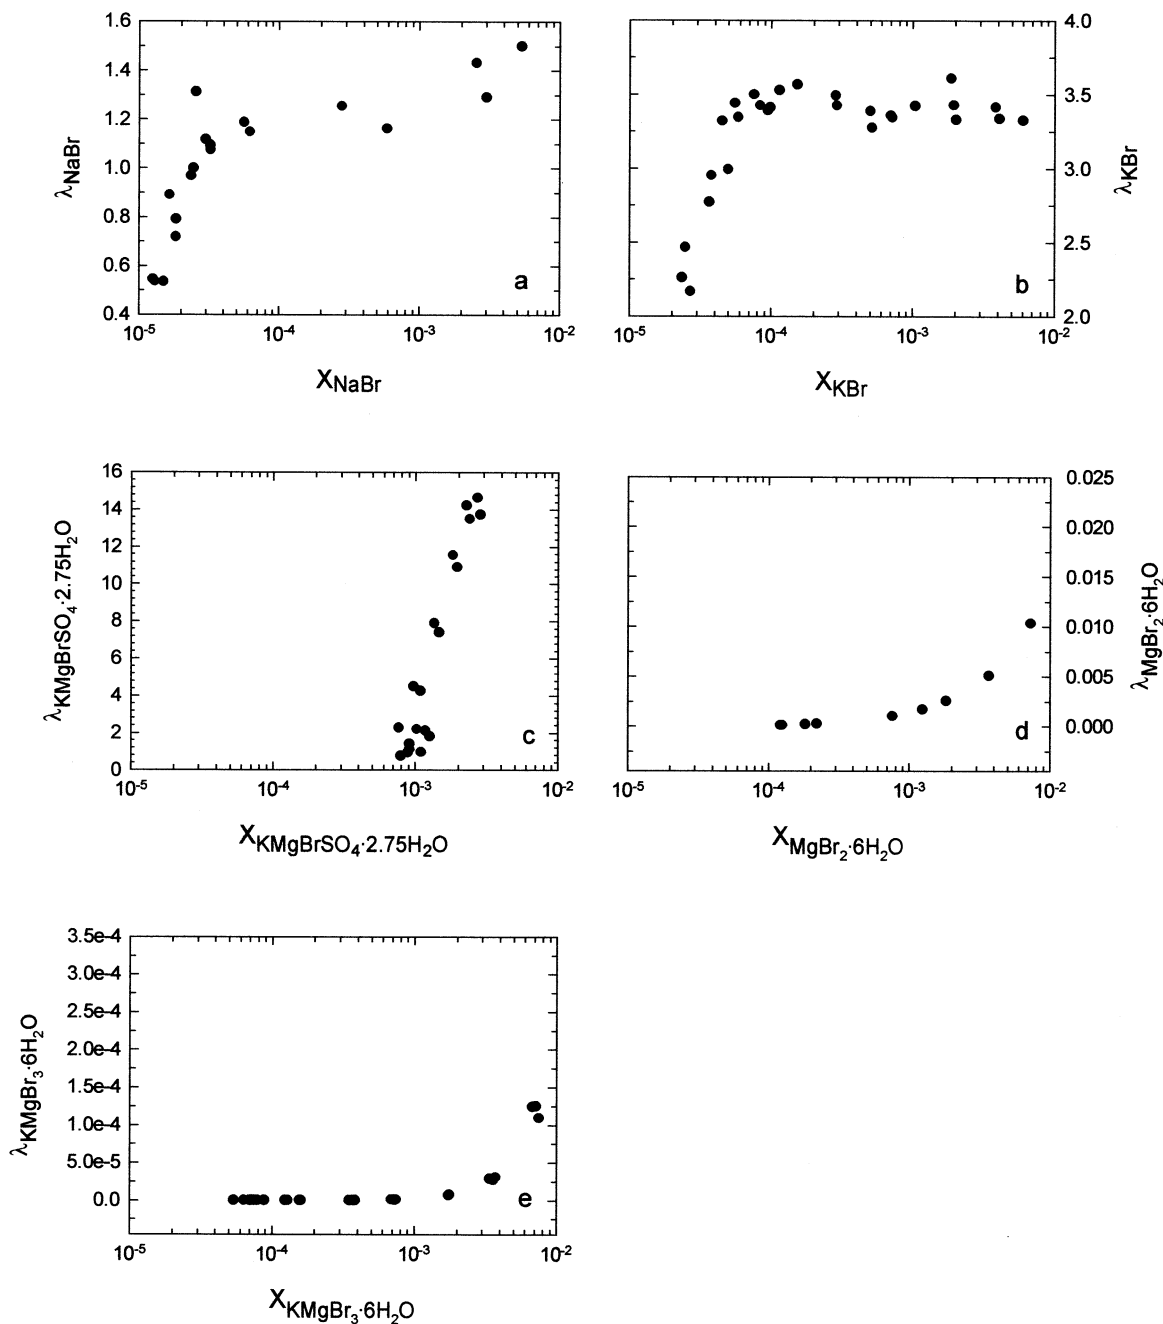 1.6
1.4
1.2
1.0
0.8
0.6
0.4
λNaBr
a
10⁻⁵ 10⁻⁴ 10⁻³ 10⁻²
XNaBr
4.0
3.5
3.0
2.5
2.0
λKBr
b
10⁻⁵ 10⁻⁴ 10⁻³ 10⁻²
XKBr
16
14
12
10
8
6
4
2
0
λKMgBrSO₄·2.75H₂O
c
10⁻⁵ 10⁻⁴ 10⁻³ 10⁻²
XKMgBrSO₄·2.75H₂O
0.025
0.020
0.015
0.010
0.005
0.000
λMgBr₂·6H₂O
d
10⁻⁵ 10⁻⁴ 10⁻³ 10⁻²
XMgBr₂·6H₂O
3.5e-4
3.0e-4
2.5e-4
2.0e-4
1.5e-4
1.0e-4
5.0e-5
0.0
λKMgBr₃·6H₂O
e
10⁻⁵ 10⁻⁴ 10⁻³ 10⁻²
XKMgBr₃·6H₂O